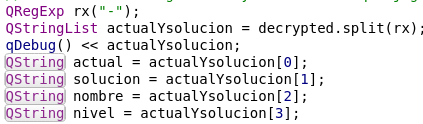 QRegExp rx("-");
QStringList actualYsolucion = decrypted.split(rx);
qDebug() << actualYsolucion;
QString actual = actualYsolucion[0];
QString solucion = actualYsolucion[1];
QString nombre = actualYsolucion[2];
QString nivel = actualYsolucion[3];